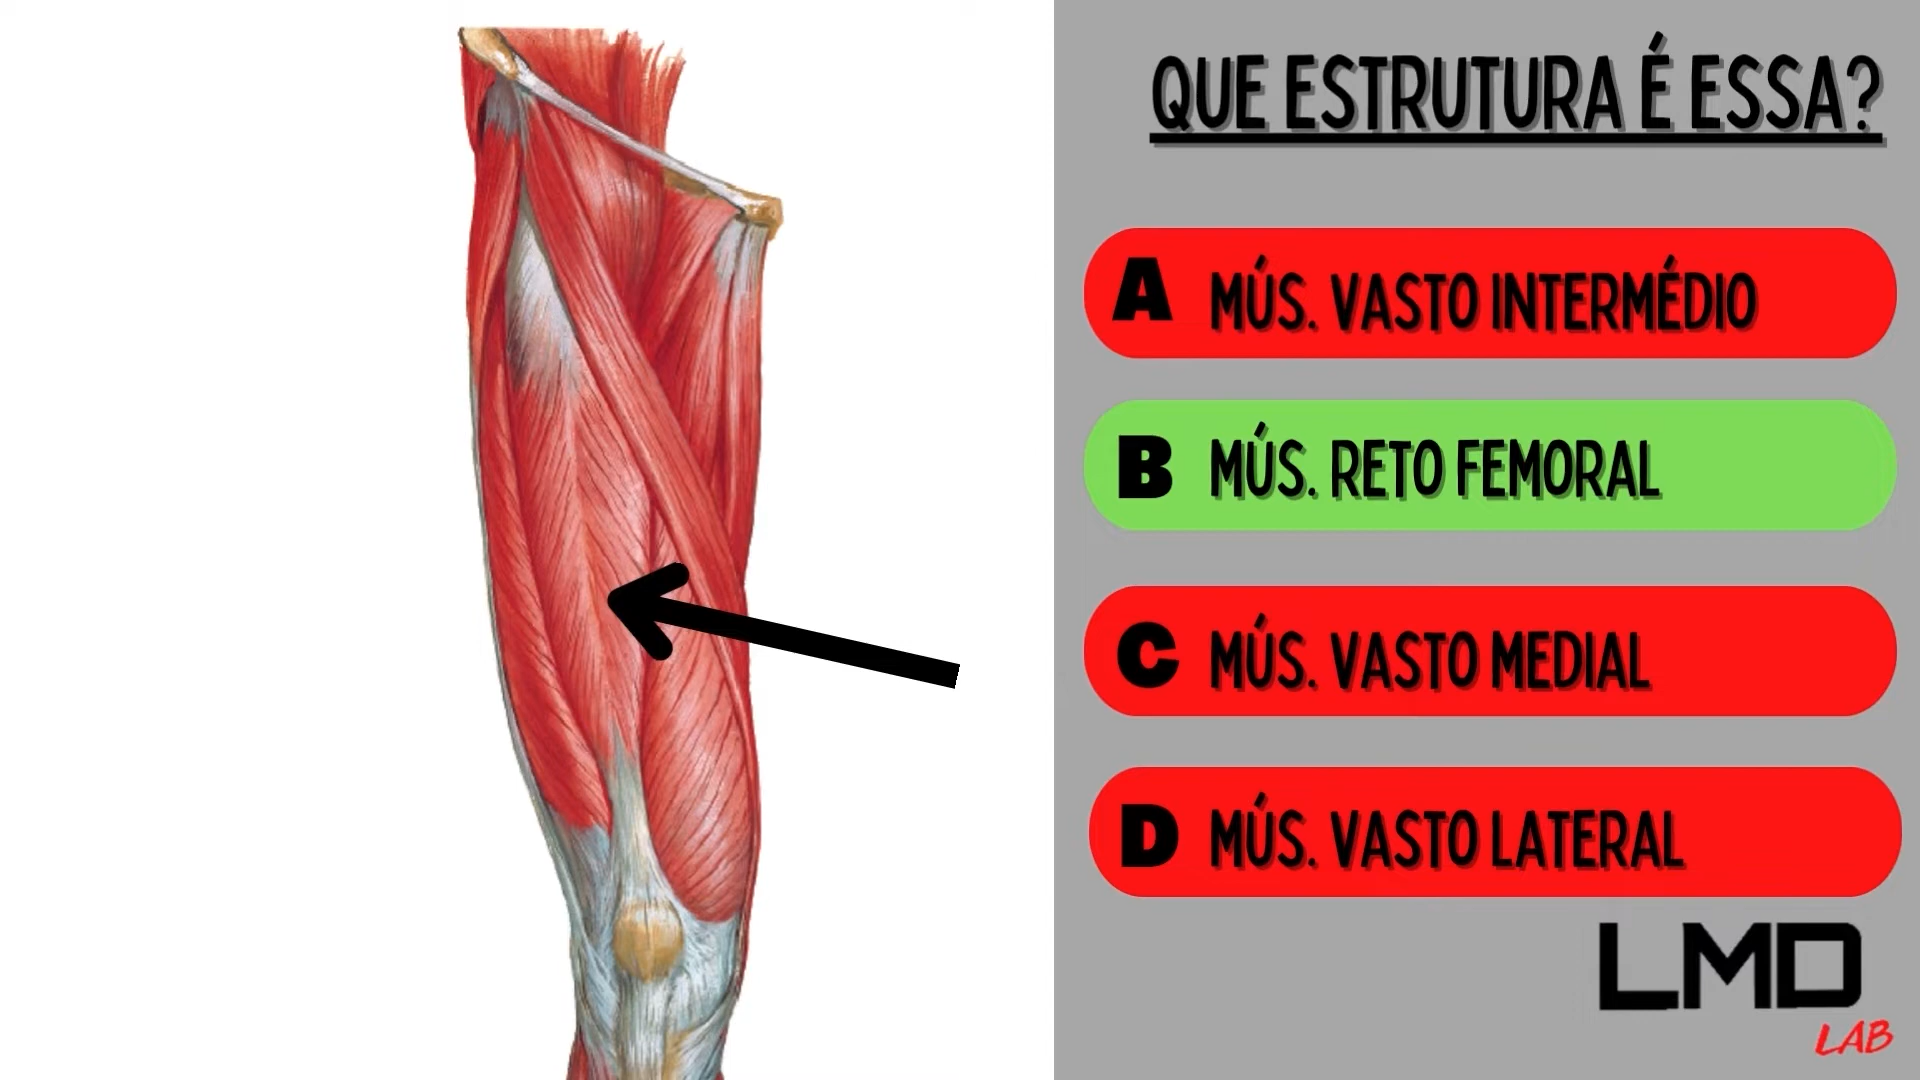 QUE ESTRUTURA É ESSA?
A MÚS. VASTO INTERMÉDIO
B MÚS. RETO FEMORAL
C MÚS. VASTO MEDIAL
D MÚS. VASTO LATERAL
LMD
LAB